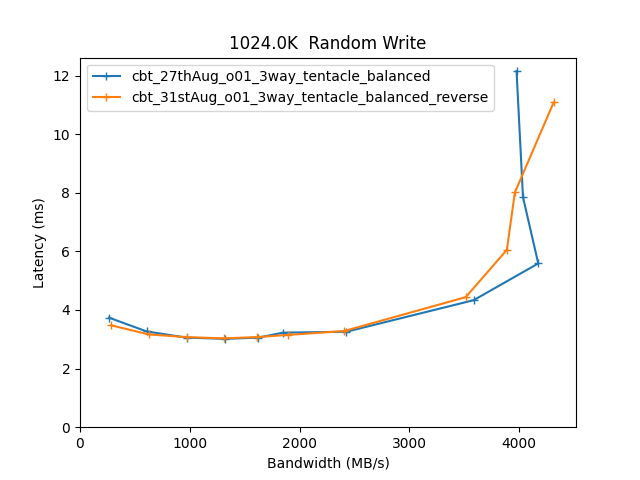 1024.0K  Random Write
cbt_27thAug_o01_3way_tentacle_balanced
cbt_31stAug_o01_3way_tentacle_balanced_reverse
12
10
8
6
4
2
0
Latency (ms)
0 1000 2000 3000 4000
Bandwidth (MB/s)